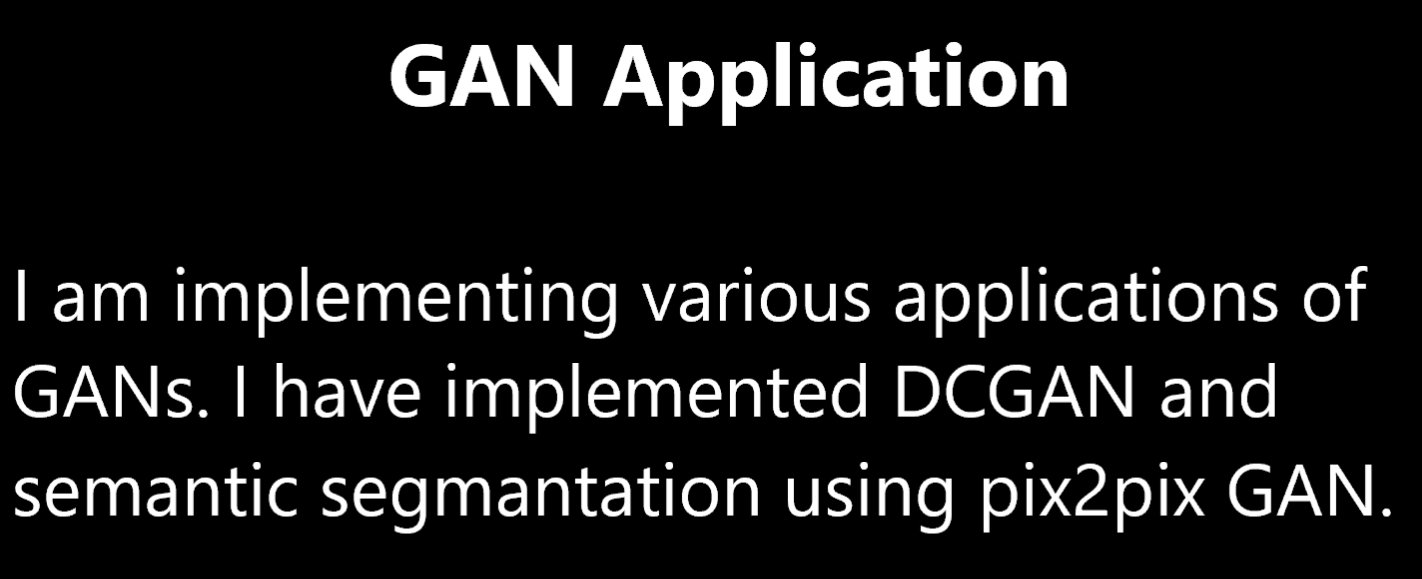 GAN Application
I am implementing various applications of
GANs. I have implemented DCGAN and
semantic segmantation using pix2pix GAN.